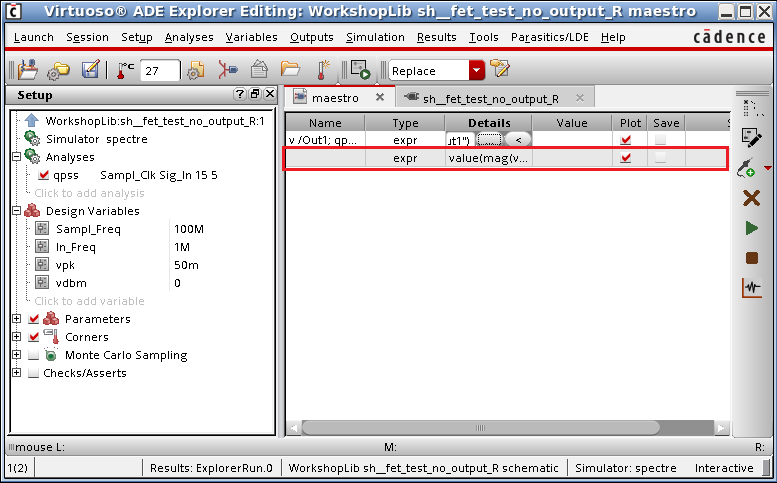 Virtuoso® ADE Explorer Editing: WorkshopLib sh__fet_test_no_output_R maestro
Launch Session Setup Analyses Variables Outputs Simulation Results Tools Parasitics/LDE Help cādence
27 Replace
Setup
maestro sh__fet_test_no_output_R
WorkshopLib:sh__fet_test_no_output_R:1
Simulator spectre
Analyses
qpss Sampl_Clk Sig_In 15 5
Click to add analysis
Design Variables
Sampl_Freq 100M
In_Freq 1M
vpk 50m
vdbm 0
Click to add variable
Parameters
Corners
Monte Carlo Sampling
Checks/Asserts
Name Type Details Value Plot Save
v /Out1; qp... expr ut1") ...... <
expr value(mag(v...
mouse L: M: R:
1(2) Results: ExplorerRun.0 WorkshopLib sh__fet_test_no_output_R schematic Simulator: spectre Interactive